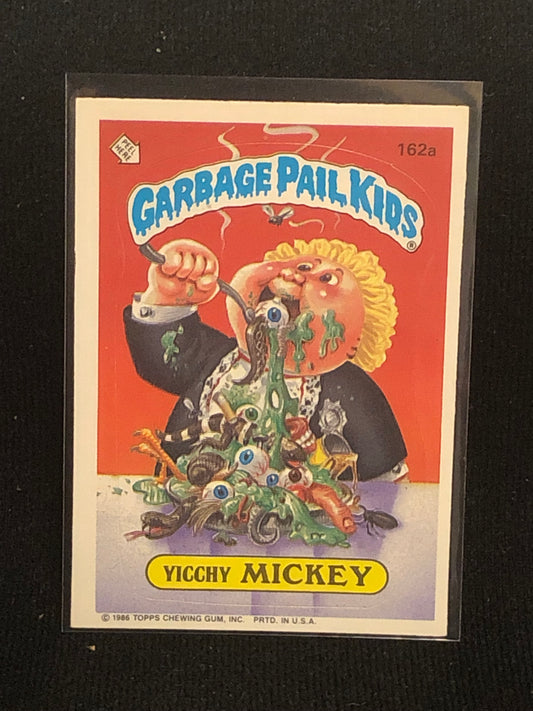 PEEL
HERE
162a
GARBAGE PAIL KIDS
®
YICCHY MICKEY
© 1986 TOPPS CHEWING GUM, INC. PRTD. IN U.S.A.